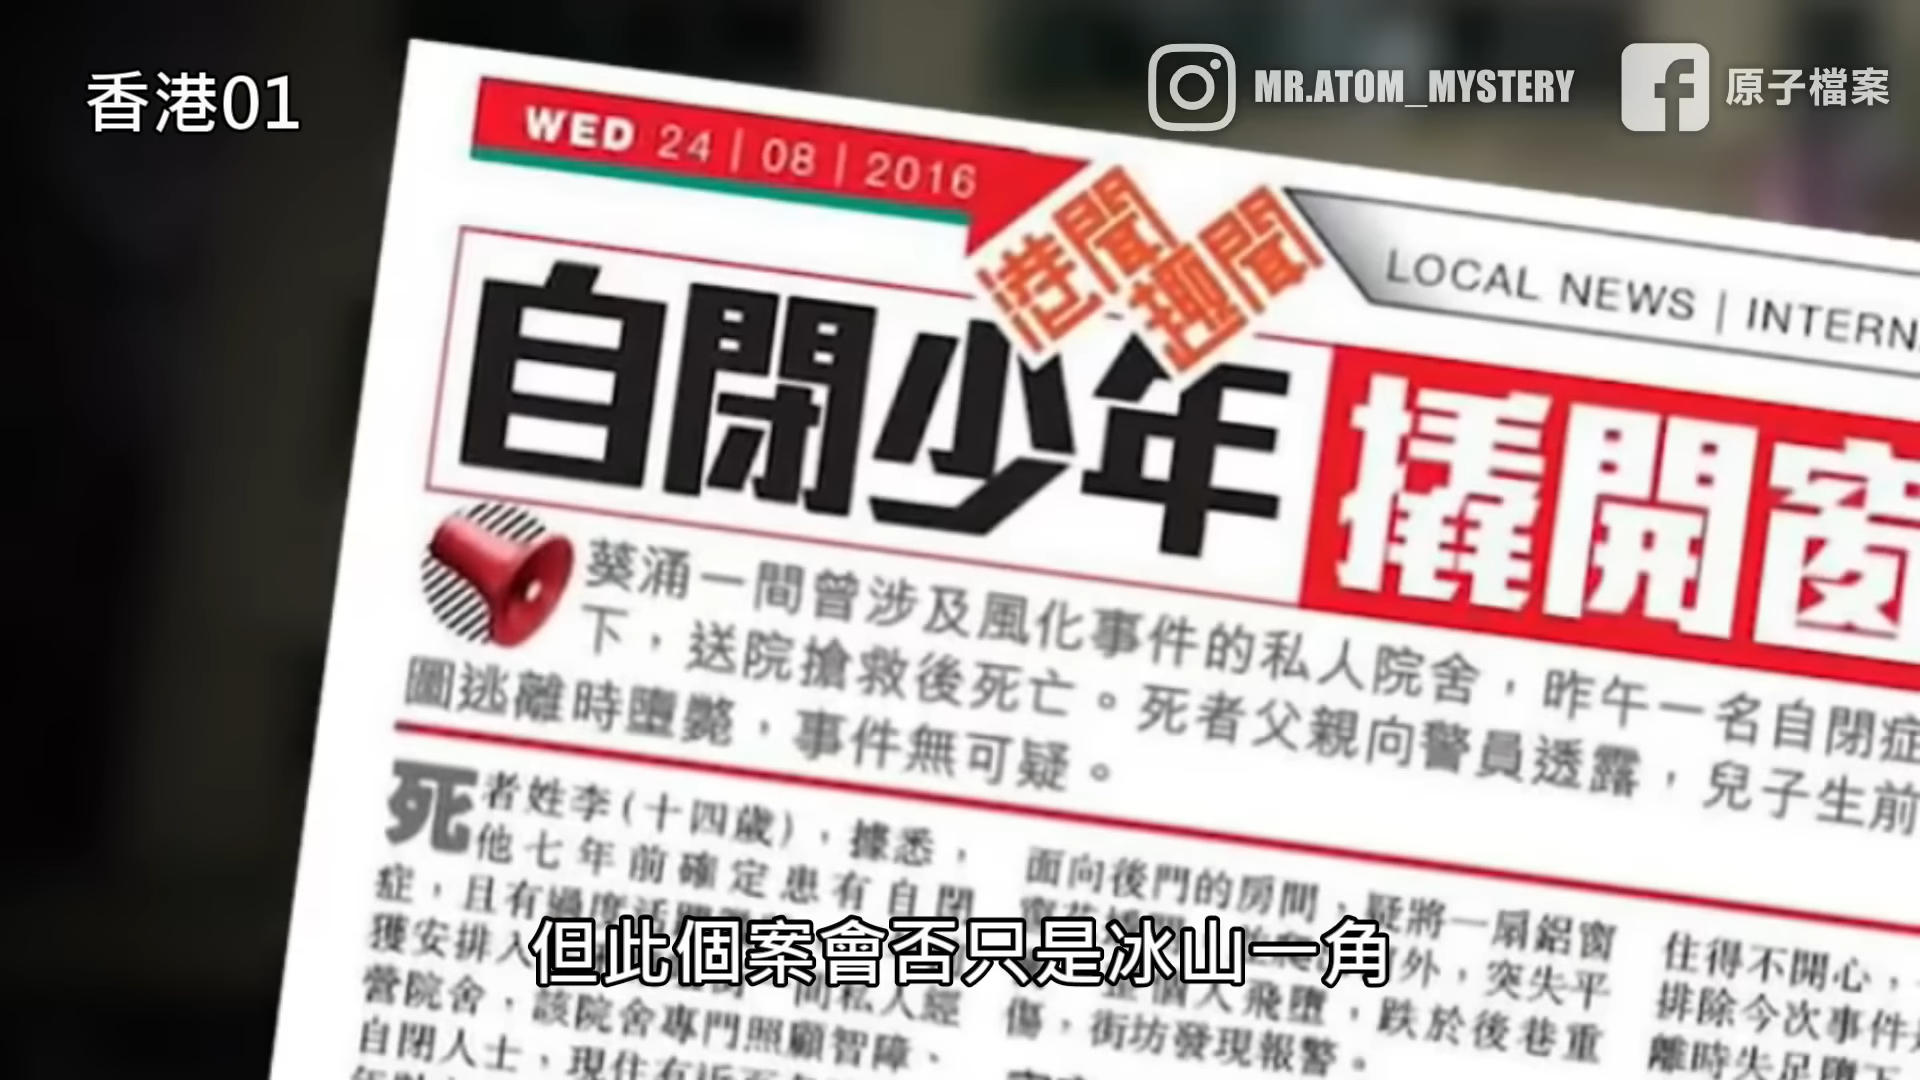 香港01
MR.ATOM_MYSTERY
原子檔案
WED 24 | 08 | 2016
港聞
趣聞
LOCAL NEWS | INTERN
自閉少年
撬開窗
葵涌一間曾涉及風化事件的私人院舍，昨午一名自閉症
下，送院搶救後死亡。死者父親向警員透露，兒子生前
圖逃離時墮斃，事件無可疑。
死者姓李(十四歲)，據悉，
他七年前確定患有自閉
症，且有過度活
獲安排入
一間私人經
營院舍，該院舍專門照顧智障、
自閉人士，現住有近
面向後門的房間，疑將一扇鋁窗
外，突失平
整個人飛墮，跌於後巷重
傷，街坊發現報警。
住得不開心，
排除今次事件
離時失足墮下
但此個案會否只是冰山一角